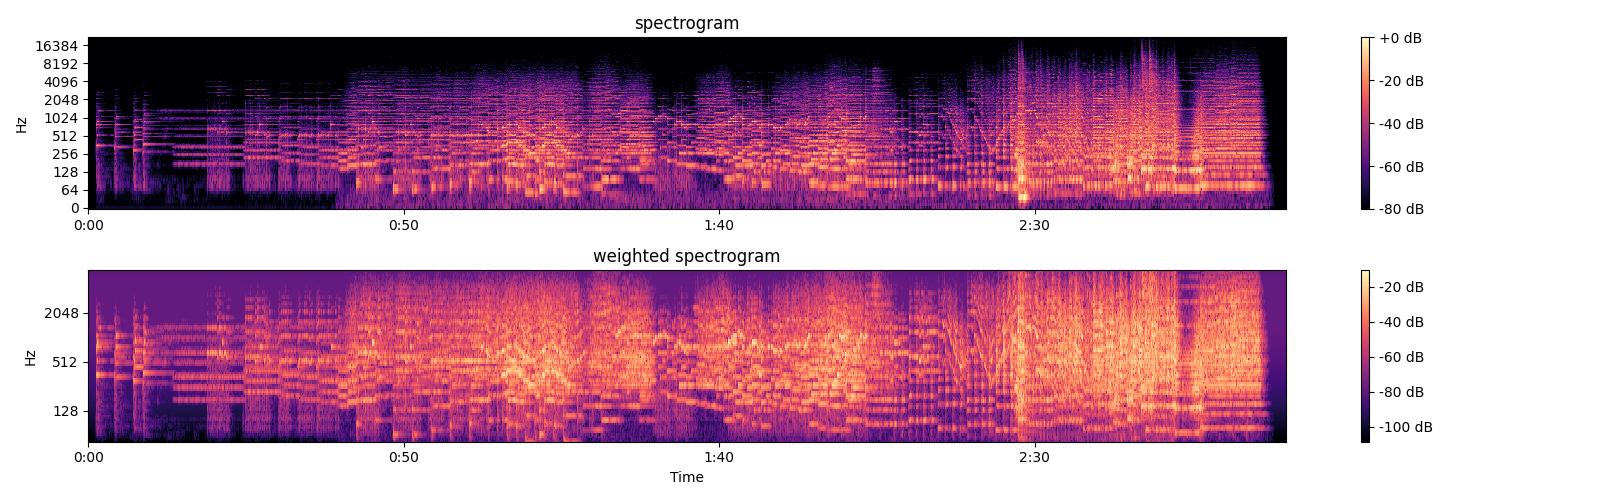 spectrogram
16384
8192
4096
2048
1024
512
256
128
64
0
Hz
0:00
0:50
1:40
2:30
+0 dB
-20 dB
-40 dB
-60 dB
-80 dB
weighted spectrogram
2048
512
128
Hz
0:00
0:50
1:40
2:30
Time
-20 dB
-40 dB
-60 dB
-80 dB
-100 dB